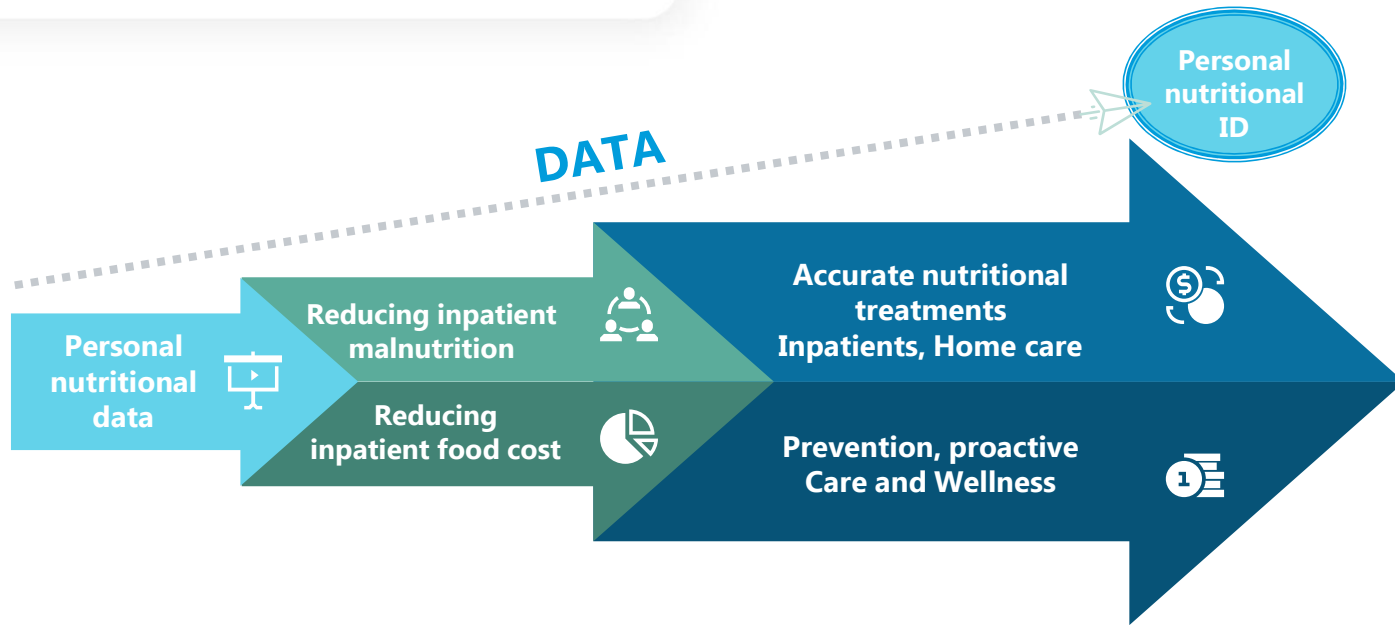 Personal
nutritional
ID
DATA
Personal
nutritional
data
Reducing inpatient
malnutrition
Reducing
inpatient food cost
Accurate nutritional
treatments
Inpatients, Home care
$
Prevention, proactive
Care and Wellness
1